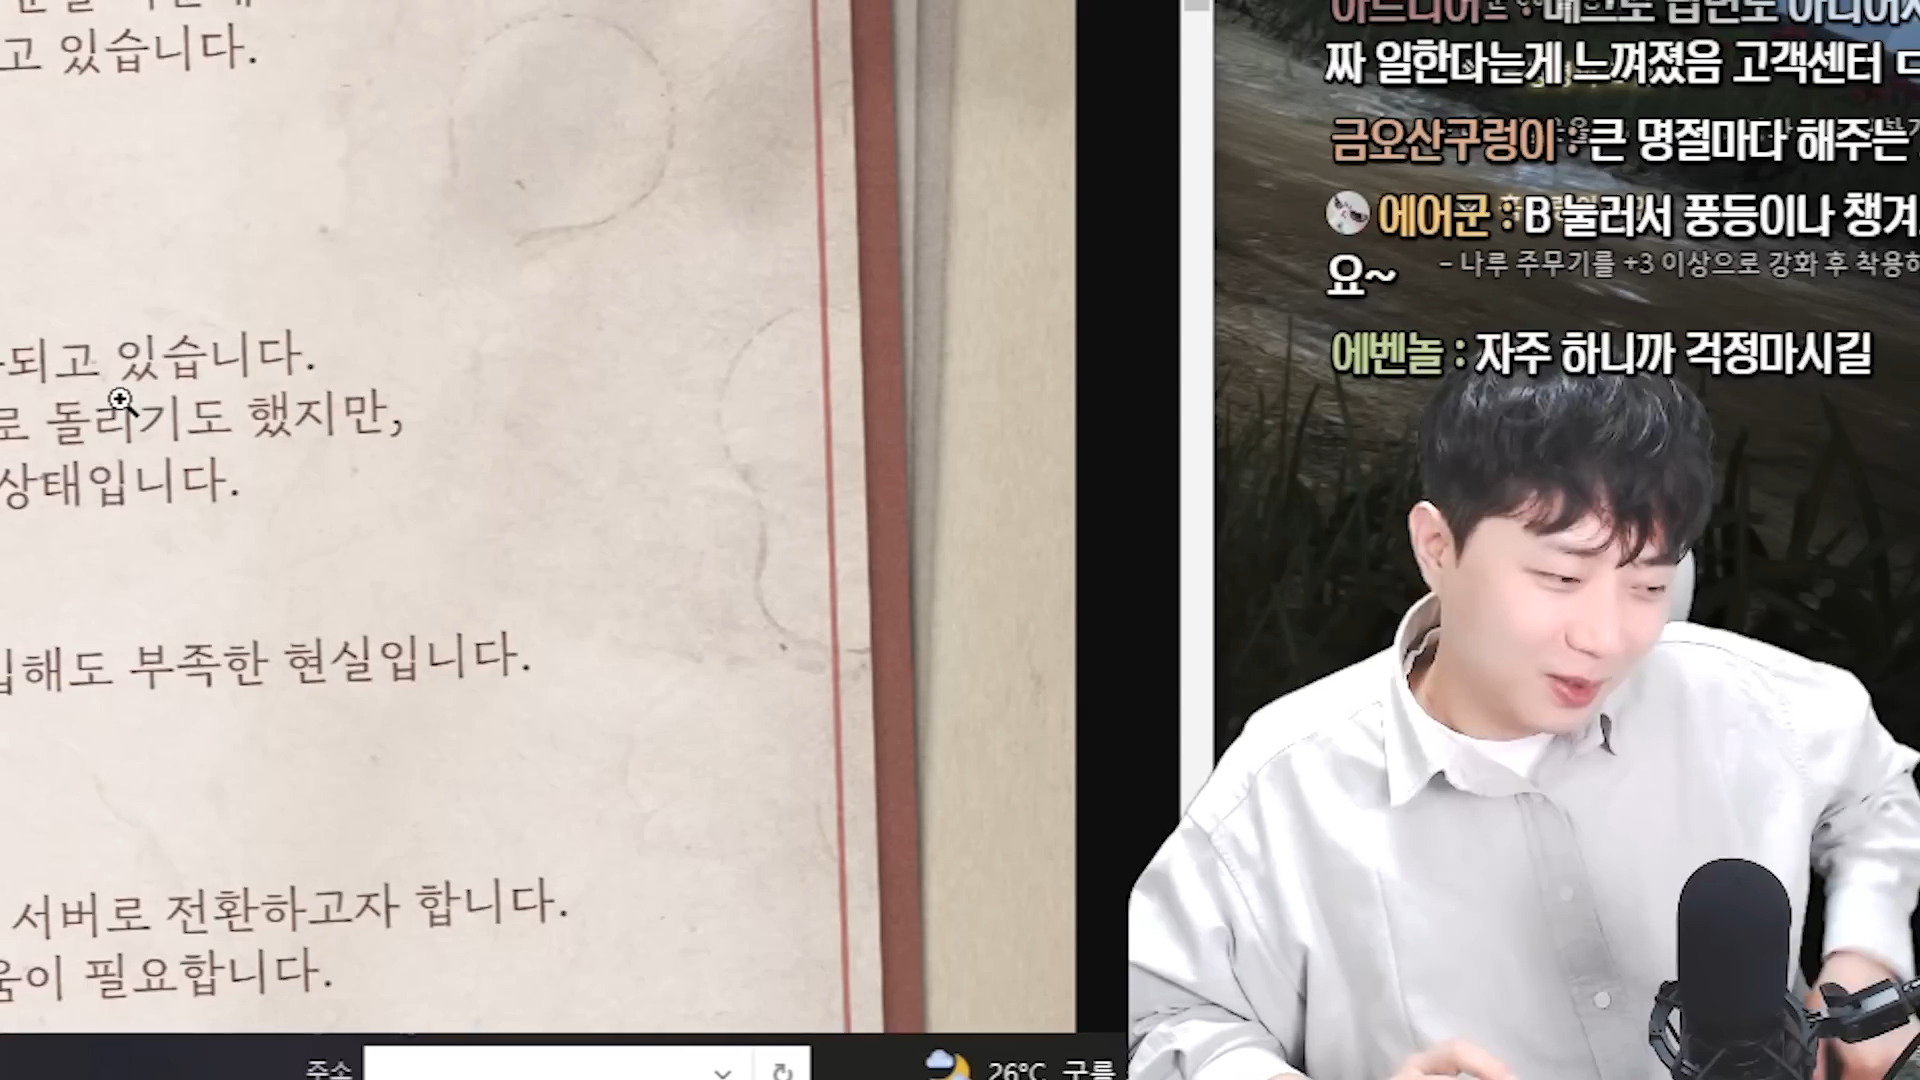 고 있습니다.
되고 있습니다.
로 돌리기도 했지만,
상태입니다.
해도 부족한 현실입니다.
서버로 전환하고자 합니다.
움이 필요합니다.
주소
26°C 구름
짜 일한다는게 느껴졌음 고객센터
금오산구렁이 : 큰 명절마다 해주는
에어군 : B 눌러서 풍등이나 챙겨
요~
- 나루 주무기를 +3 이상으로 강화 후 착용하
에벤놀 : 자주 하니까 걱정마시길